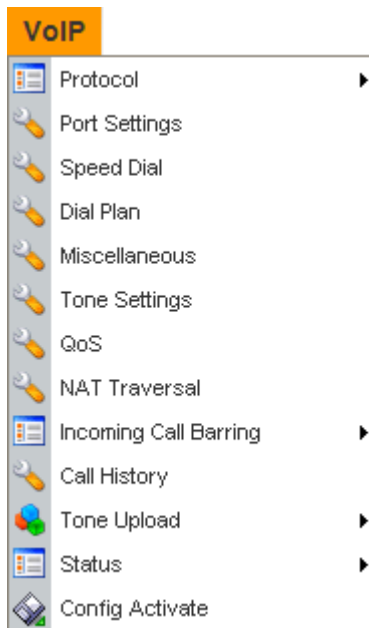 VoIP
Protocol
Port Settings
Speed Dial
Dial Plan
Miscellaneous
Tone Settings
QoS
NAT Traversal
Incoming Call Barring
Call History
Tone Upload
Status
Config Activate